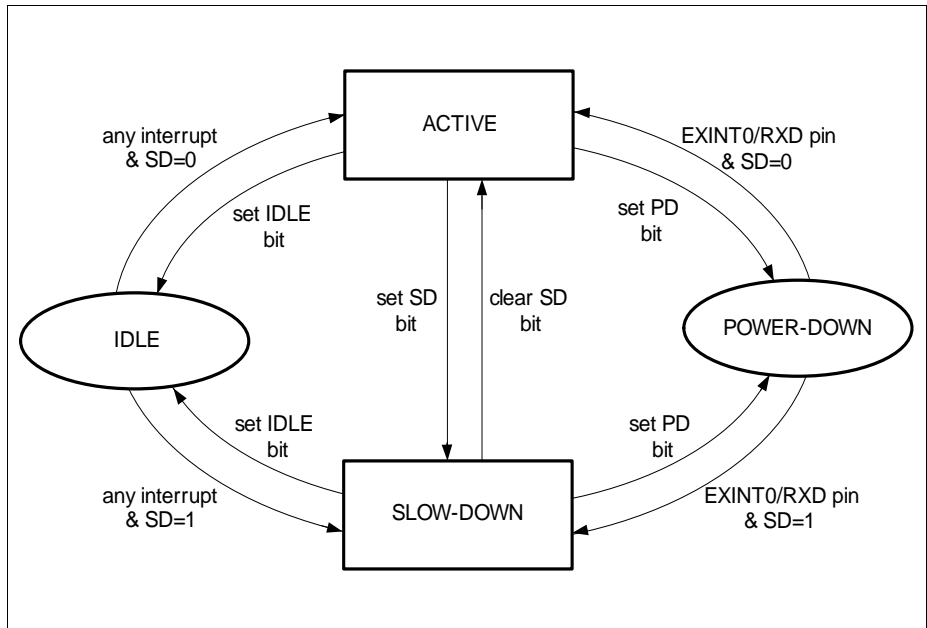 ACTIVE
any interrupt
& SD=0
EXINT0/RXD pin
& SD=0
set IDLE
bit
set PD
bit
set SD
bit
clear SD
bit
IDLE
POWER-DOWN
set IDLE
bit
set PD
bit
any interrupt
& SD=1
SLOW-DOWN
EXINT0/RXD pin
& SD=1